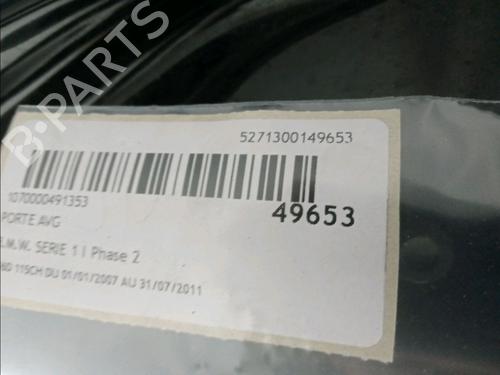 B-PARTS
5271300149653
1070000491353
49653
PORTE AVG
B.M.W. SERIE 1 I Phase 2
115CH DU 01/01/2007 AU 31/07/2011